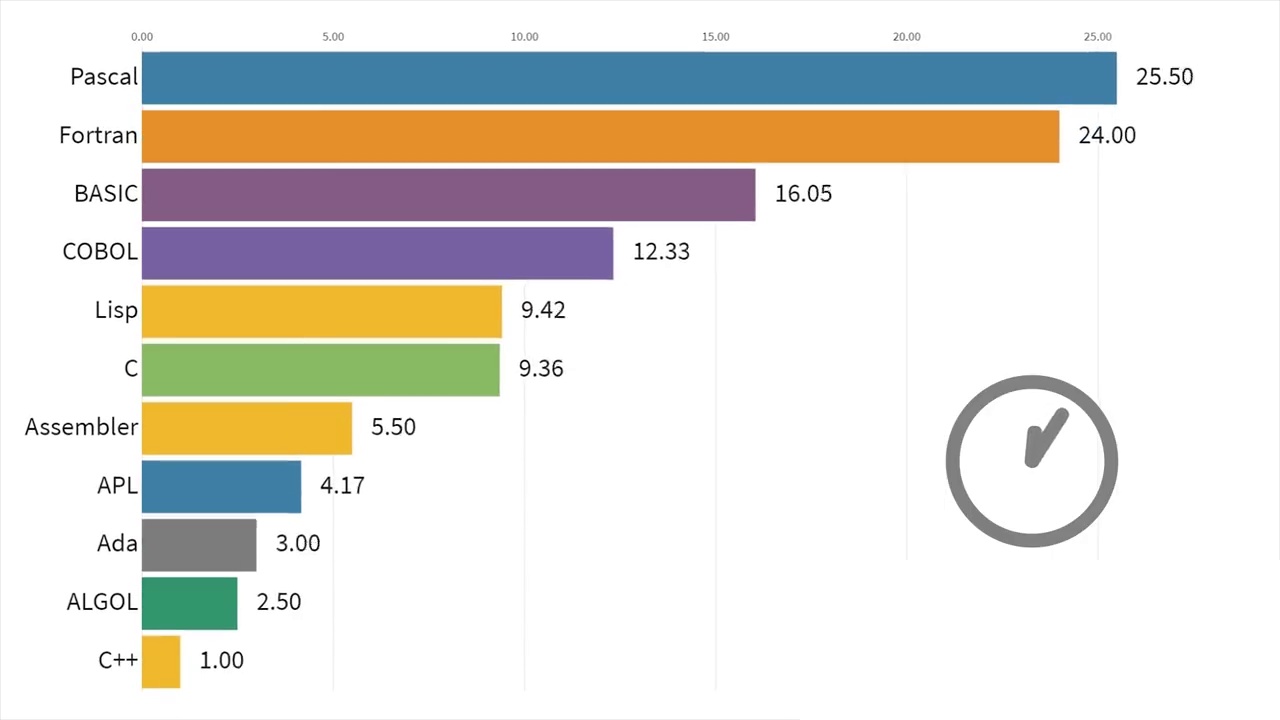 0.00 5.00 10.00 15.00 20.00 25.00
Pascal 25.50
Fortran 24.00
BASIC 16.05
COBOL 12.33
Lisp 9.42
C 9.36
Assembler 5.50
APL 4.17
Ada 3.00
ALGOL 2.50
C++ 1.00